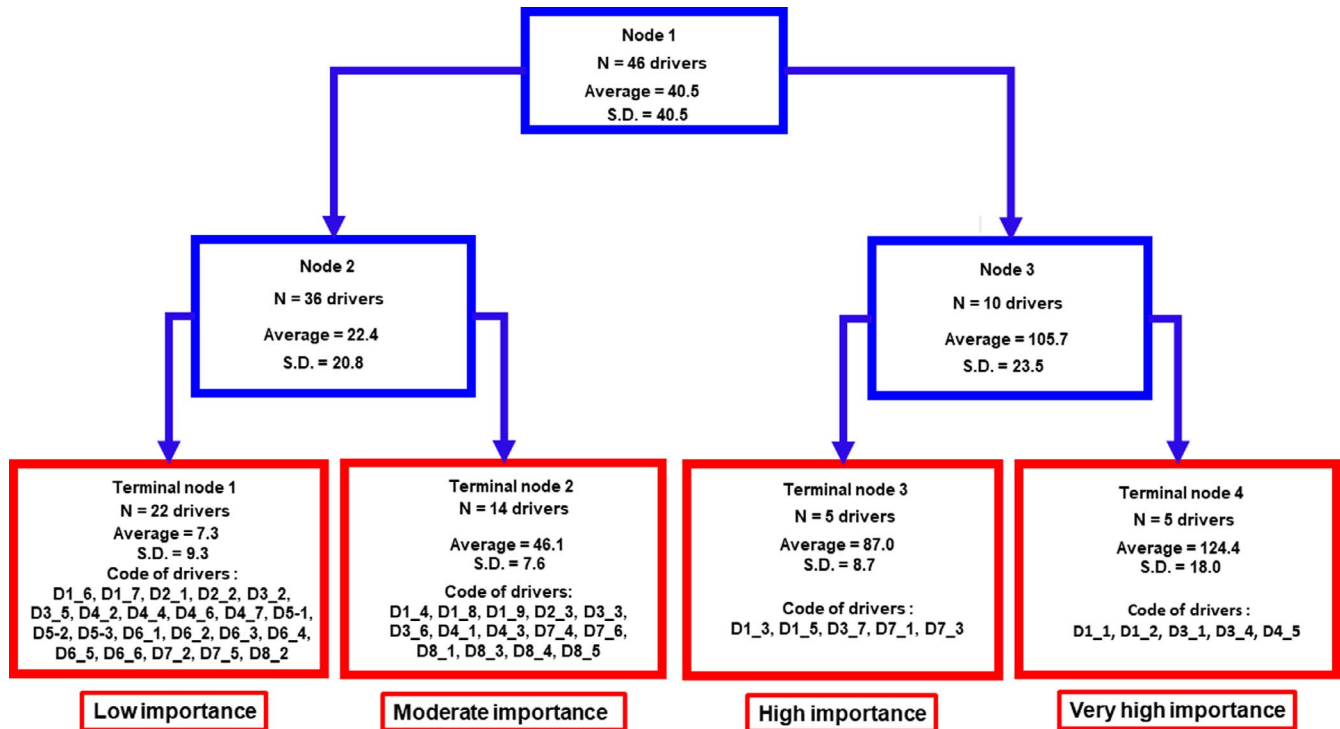 Node 1
N = 46 drivers
Average = 40.5
S.D. = 40.5
Node 2
N = 36 drivers
Average = 22.4
S.D. = 20.8
Node 3
N = 10 drivers
Average = 105.7
S.D. = 23.5
Terminal node 1
N = 22 drivers
Average = 7.3
S.D. = 9.3
Code of drivers :
D1_6, D1_7, D2_1, D2_2, D3_2,
D3_5, D4_2, D4_4, D4_6, D4_7, D5-1,
D5-2, D5-3, D6_1, D6_2, D6_3, D6_4,
D6_5, D6_6, D7_2, D7_5, D8_2
Terminal node 2
N = 14 drivers
Average = 46.1
S.D. = 7.6
Code of drivers:
D1_4, D1_8, D1_9, D2_3, D3_3,
D3_6, D4_1, D4_3, D7_4, D7_6,
D8_1, D8_3, D8_4, D8_5
Terminal node 3
N = 5 drivers
Average = 87.0
S.D. = 8.7
Code of drivers :
D1_3, D1_5, D3_7, D7_1, D7_3
Terminal node 4
N = 5 drivers
Average = 124.4
S.D. = 18.0
Code of drivers :
D1_1, D1_2, D3_1, D3_4, D4_5
Low importance
Moderate importance
High importance
Very high importance